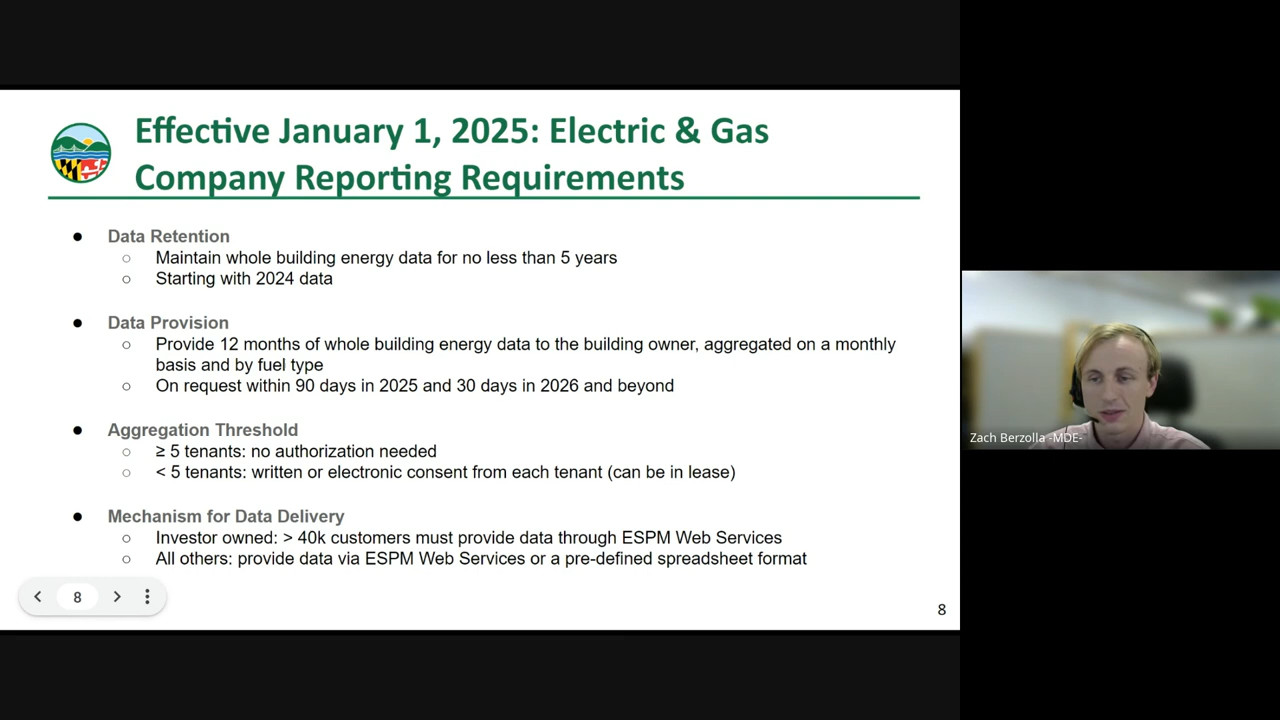 Effective January 1, 2025: Electric & Gas
Company Reporting Requirements
● Data Retention
○ Maintain whole building energy data for no less than 5 years
○ Starting with 2024 data
● Data Provision
○ Provide 12 months of whole building energy data to the building owner, aggregated on a monthly
basis and by fuel type
○ On request within 90 days in 2025 and 30 days in 2026 and beyond
● Aggregation Threshold
○ ≥ 5 tenants: no authorization needed
○ < 5 tenants: written or electronic consent from each tenant (can be in lease)
● Mechanism for Data Delivery
○ Investor owned: > 40k customers must provide data through ESPM Web Services
○ All others: provide data via ESPM Web Services or a pre-defined spreadsheet format
8
8
Zach Berzolla -MDE-